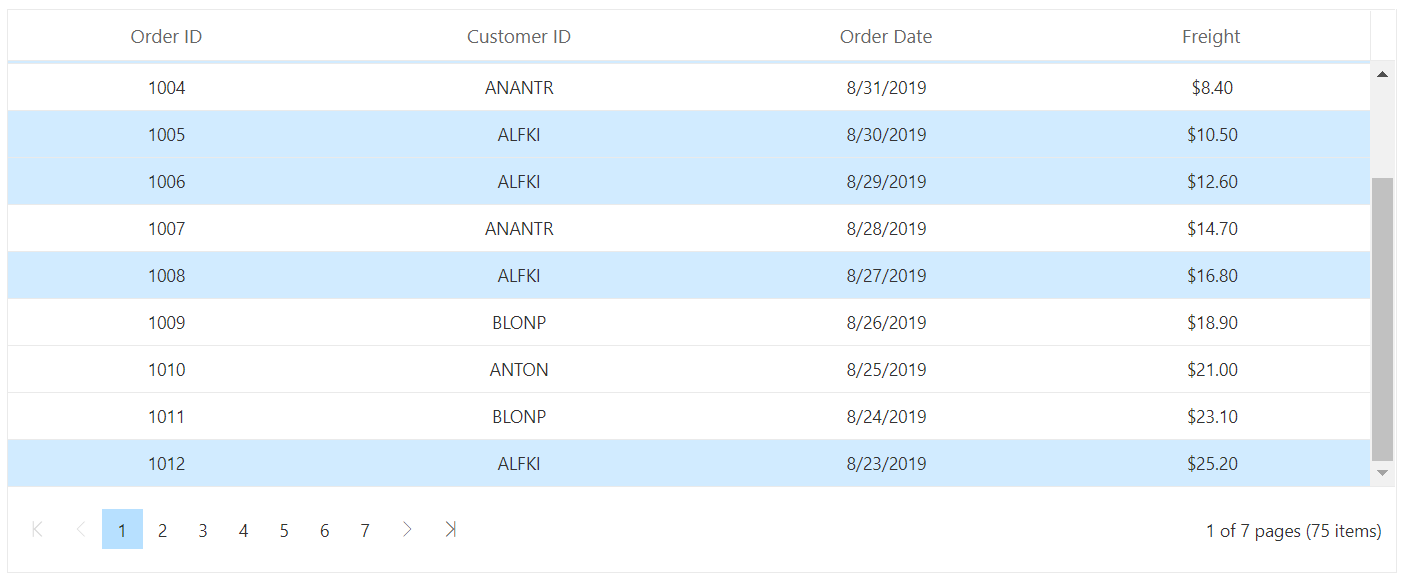 Order ID Customer ID Order Date Freight
1004 ANANTR 8/31/2019 $8.40
1005 ALFKI 8/30/2019 $10.50
1006 ALFKI 8/29/2019 $12.60
1007 ANANTR 8/28/2019 $14.70
1008 ALFKI 8/27/2019 $16.80
1009 BLONP 8/26/2019 $18.90
1010 ANTON 8/25/2019 $21.00
1011 BLONP 8/24/2019 $23.10
1012 ALFKI 8/23/2019 $25.20
1 2 3 4 5 6 7 1 of 7 pages (75 items)